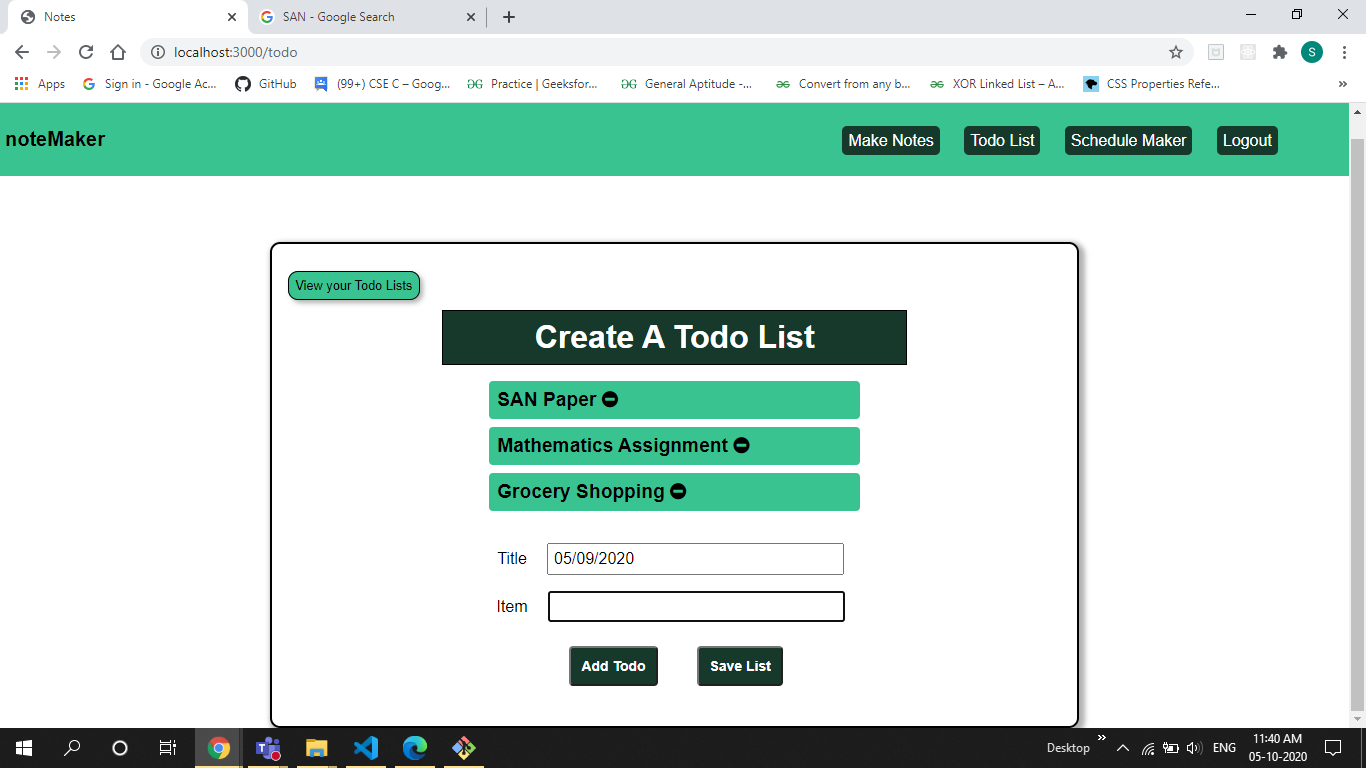 Notes
SAN - Google Search
localhost:3000/todo
S
Apps
Sign in - Google Ac...
GitHub
(99+) CSE C – Goog...
Practice | Geeksfor...
General Aptitude -...
Convert from any b...
XOR Linked List – A...
CSS Properties Refe...
noteMaker
Make Notes
Todo List
Schedule Maker
Logout
View your Todo Lists
Create A Todo List
SAN Paper
Mathematics Assignment
Grocery Shopping
Title
05/09/2020
Item
Add Todo
Save List
Desktop
ENG
11:40 AM
05-10-2020